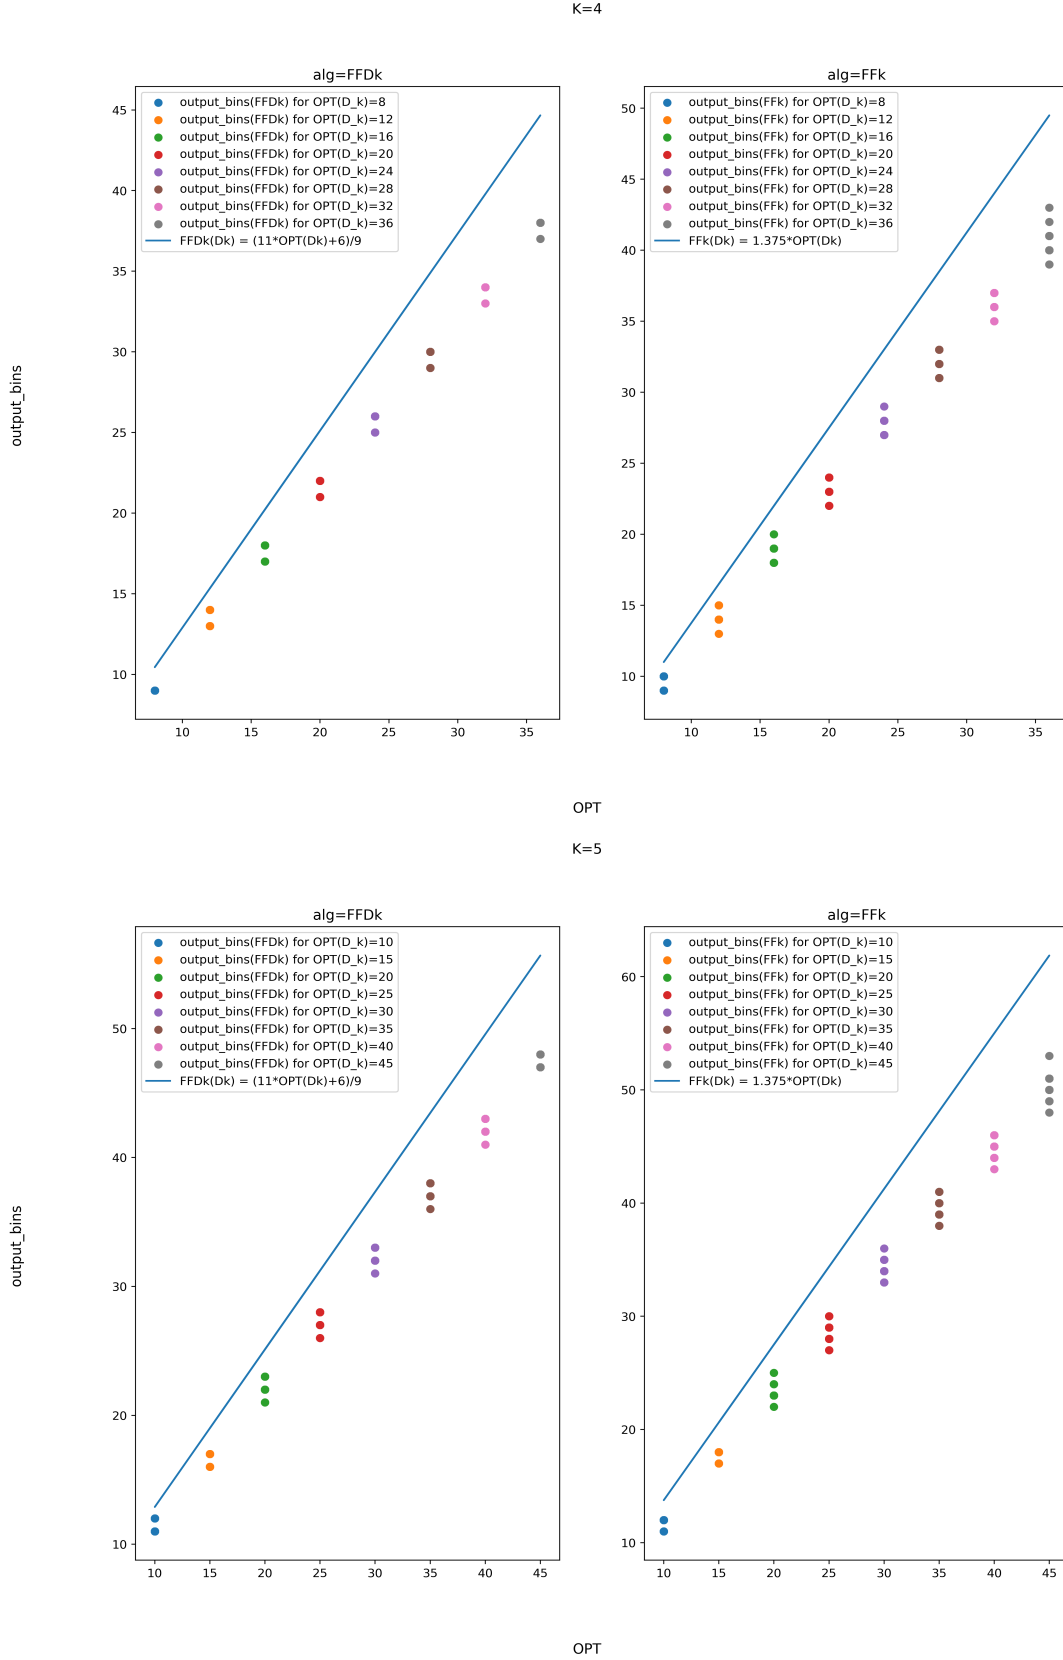 K=4
alg=FFDk
output_bins(FFDk) for OPT(D_k)=8
output_bins(FFDk) for OPT(D_k)=12
output_bins(FFDk) for OPT(D_k)=16
output_bins(FFDk) for OPT(D_k)=20
output_bins(FFDk) for OPT(D_k)=24
output_bins(FFDk) for OPT(D_k)=28
output_bins(FFDk) for OPT(D_k)=32
output_bins(FFDk) for OPT(D_k)=36
FFDk(Dk) = (11*OPT(Dk)+6)/9
45
40
35
30
25
20
15
10
10 15 20 25 30 35
alg=FFk
output_bins(FFk) for OPT(D_k)=8
output_bins(FFk) for OPT(D_k)=12
output_bins(FFk) for OPT(D_k)=16
output_bins(FFk) for OPT(D_k)=20
output_bins(FFk) for OPT(D_k)=24
output_bins(FFk) for OPT(D_k)=28
output_bins(FFk) for OPT(D_k)=32
output_bins(FFk) for OPT(D_k)=36
FFk(Dk) = 1.375*OPT(Dk)
50
45
40
35
30
25
20
15
10
10 15 20 25 30 35
output_bins
OPT
K=5
alg=FFDk
output_bins(FFDk) for OPT(D_k)=10
output_bins(FFDk) for OPT(D_k)=15
output_bins(FFDk) for OPT(D_k)=20
output_bins(FFDk) for OPT(D_k)=25
output_bins(FFDk) for OPT(D_k)=30
output_bins(FFDk) for OPT(D_k)=35
output_bins(FFDk) for OPT(D_k)=40
output_bins(FFDk) for OPT(D_k)=45
FFDk(Dk) = (11*OPT(Dk)+6)/9
50
40
30
20
10
10 15 20 25 30 35 40 45
alg=FFk
output_bins(FFk) for OPT(D_k)=10
output_bins(FFk) for OPT(D_k)=15
output_bins(FFk) for OPT(D_k)=20
output_bins(FFk) for OPT(D_k)=25
output_bins(FFk) for OPT(D_k)=30
output_bins(FFk) for OPT(D_k)=35
output_bins(FFk) for OPT(D_k)=40
output_bins(FFk) for OPT(D_k)=45
FFk(Dk) = 1.375*OPT(Dk)
60
50
40
30
20
10
10 15 20 25 30 35 40 45
output_bins
OPT